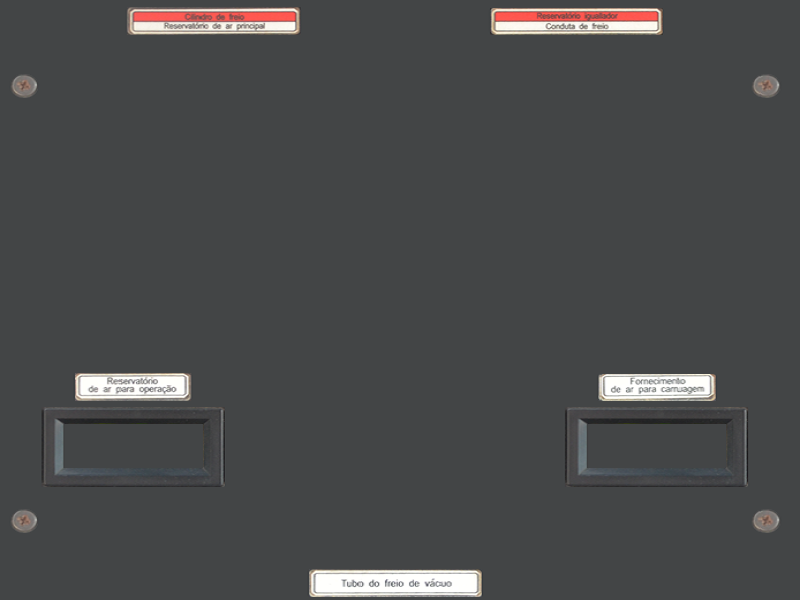 Cilindro de freio
Reservatório de ar principal
Reservatório igualador
Conduta de freio
Reservatório
de ar para operação
Fornecimento
de ar para carruagem
Tubo do freio de vácuo